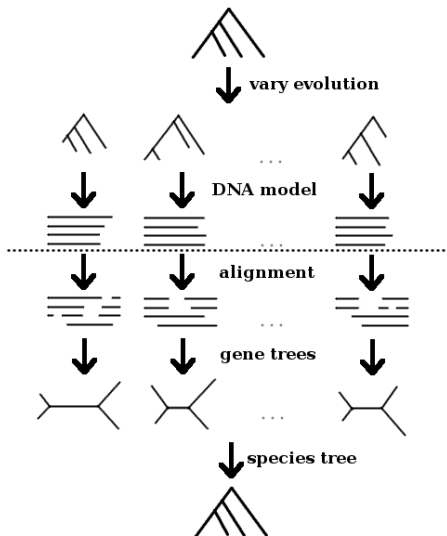 vary evolution
...
DNA model
...
alignment
...
gene trees
...
species tree